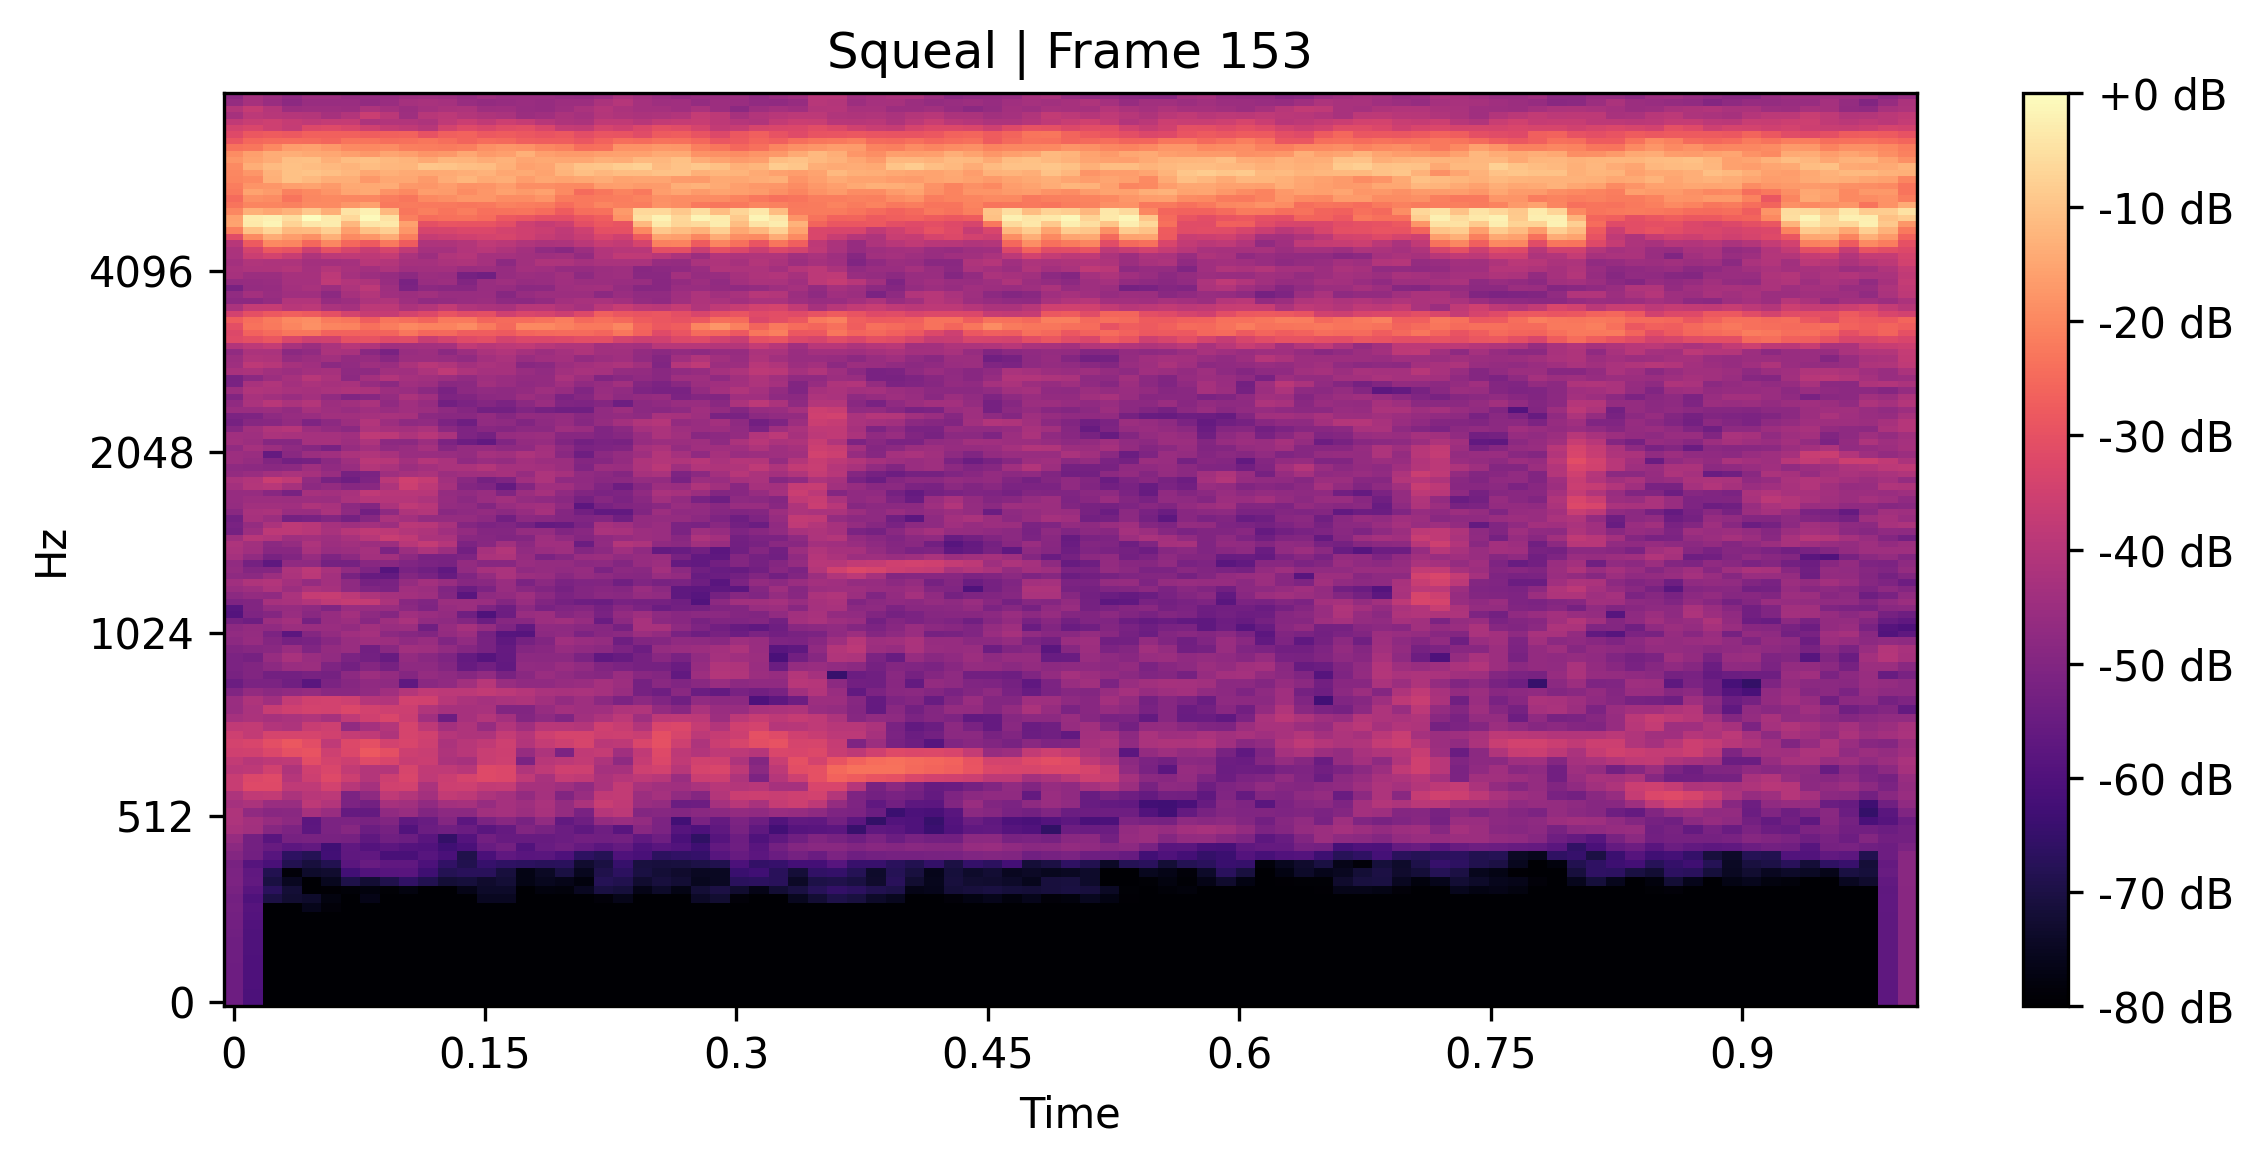 Squeal | Frame 153
+0 dB
-10 dB
-20 dB
-30 dB
-40 dB
-50 dB
-60 dB
-70 dB
-80 dB
Hz
4096
2048
1024
512
0
0 0.15 0.3 0.45 0.6 0.75 0.9
Time